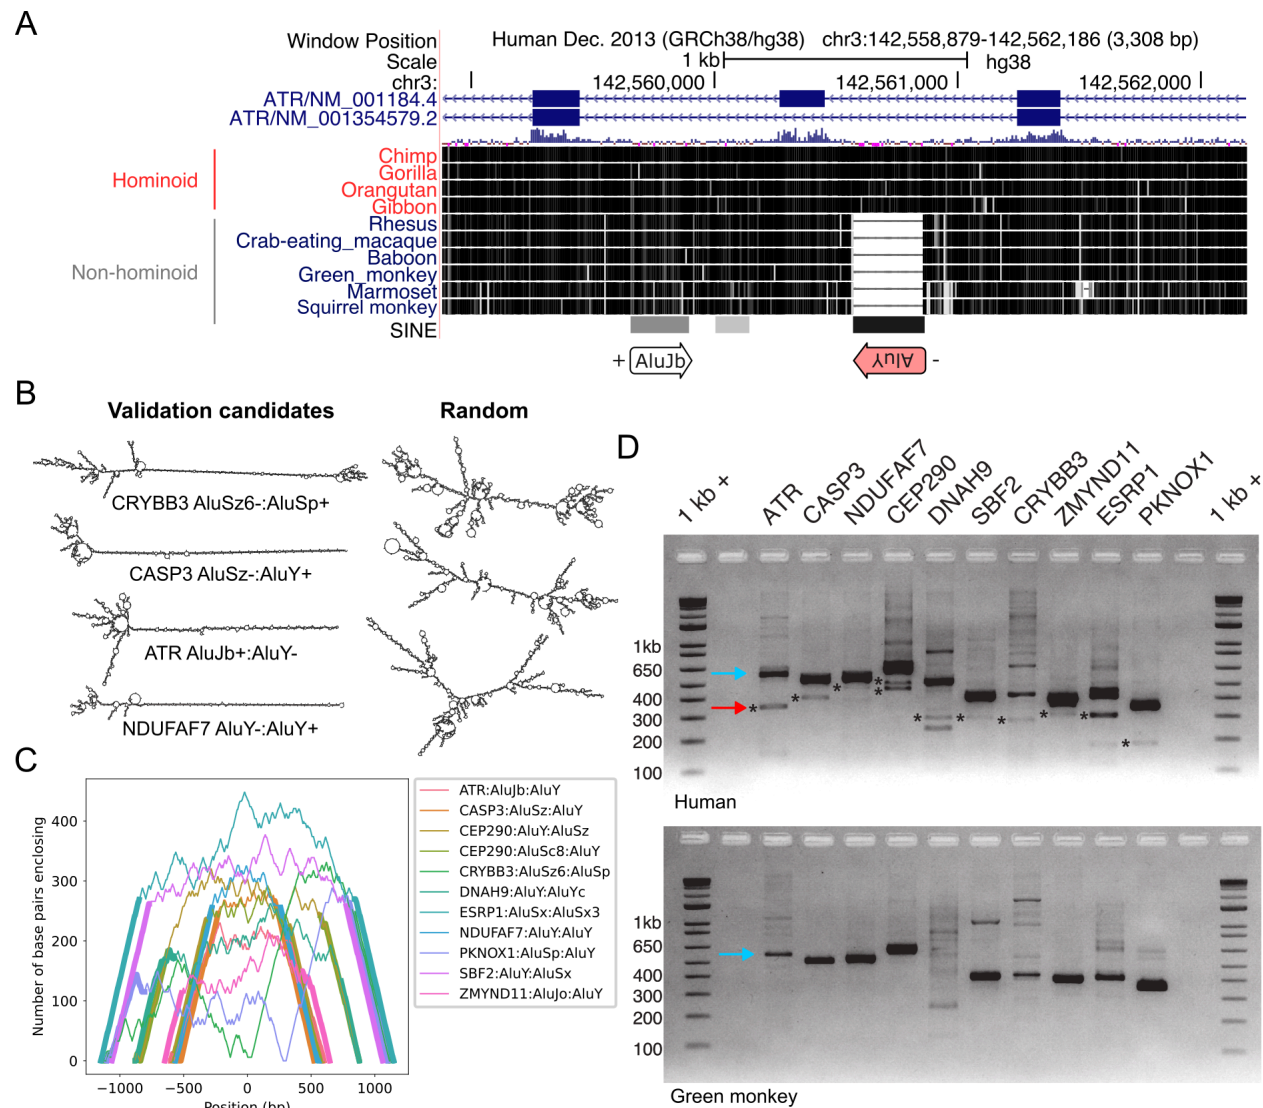 A
Window Position Human Dec. 2013 (GRCh38/hg38) chr3:142,558,879-142,562,186 (3,308 bp)
Scale 1 kb hg38
chr3: 142,560,000 142,561,000 142,562,000
ATR/NM_001184.4
ATR/NM_001354579.2
Hominoid
Chimp
Gorilla
Orangutan
Gibbon
Non-hominoid
Rhesus
Crab-eating_macaque
Baboon
Green_monkey
Marmoset
Squirrel monkey
SINE
+ AluJb AluY -
B
Validation candidates
CRYBB3 AluSz6-:AluSp+
CASP3 AluSz-:AluY+
ATR AluJb+:AluY-
NDUFAF7 AluY-:AluY+
Random
C
Number of base pairs enclosing
400
300
200
100
0
−1000 −500 0 500 1000
Position (bp)
ATR:AluJb:AluY
CASP3:AluSz:AluY
CEP290:AluY:AluSz
CEP290:AluSc8:AluY
CRYBB3:AluSz6:AluSp
DNAH9:AluY:AluYc
ESRP1:AluSx:AluSx3
NDUFAF7:AluY:AluY
PKNOX1:AluSp:AluY
SBF2:AluY:AluSx
ZMYND11:AluJo:AluY
D
1 kb + ATR CASP3 NDUFAF7 CEP290 DNAH9 SBF2 CRYBB3 ZMYND11 ESRP1 PKNOX1 1 kb +
1kb
650
400
300
200
100
* * * * * * * * * * *
Human
1kb
650
400
300
200
100
Green monkey